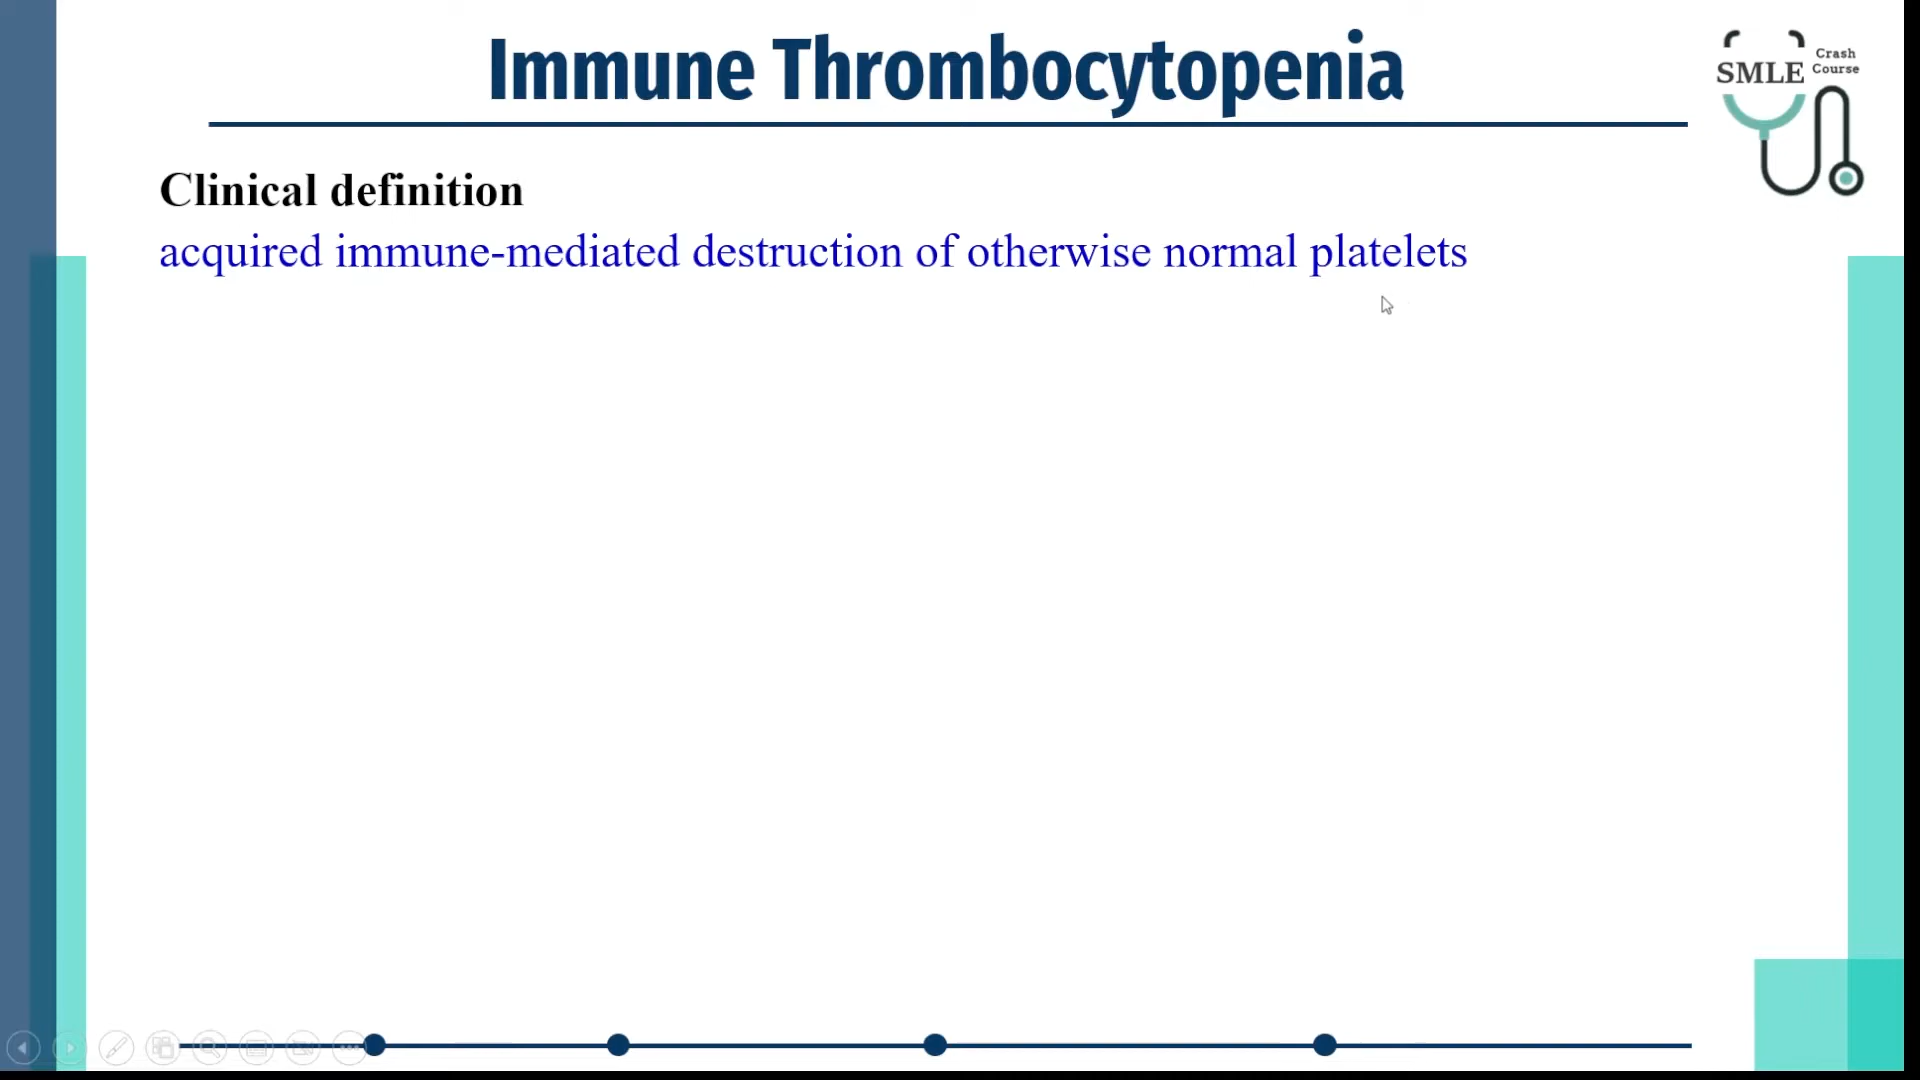 Immune Thrombocytopenia
SMLE Crash Course
Clinical definition
acquired immune-mediated destruction of otherwise normal platelets